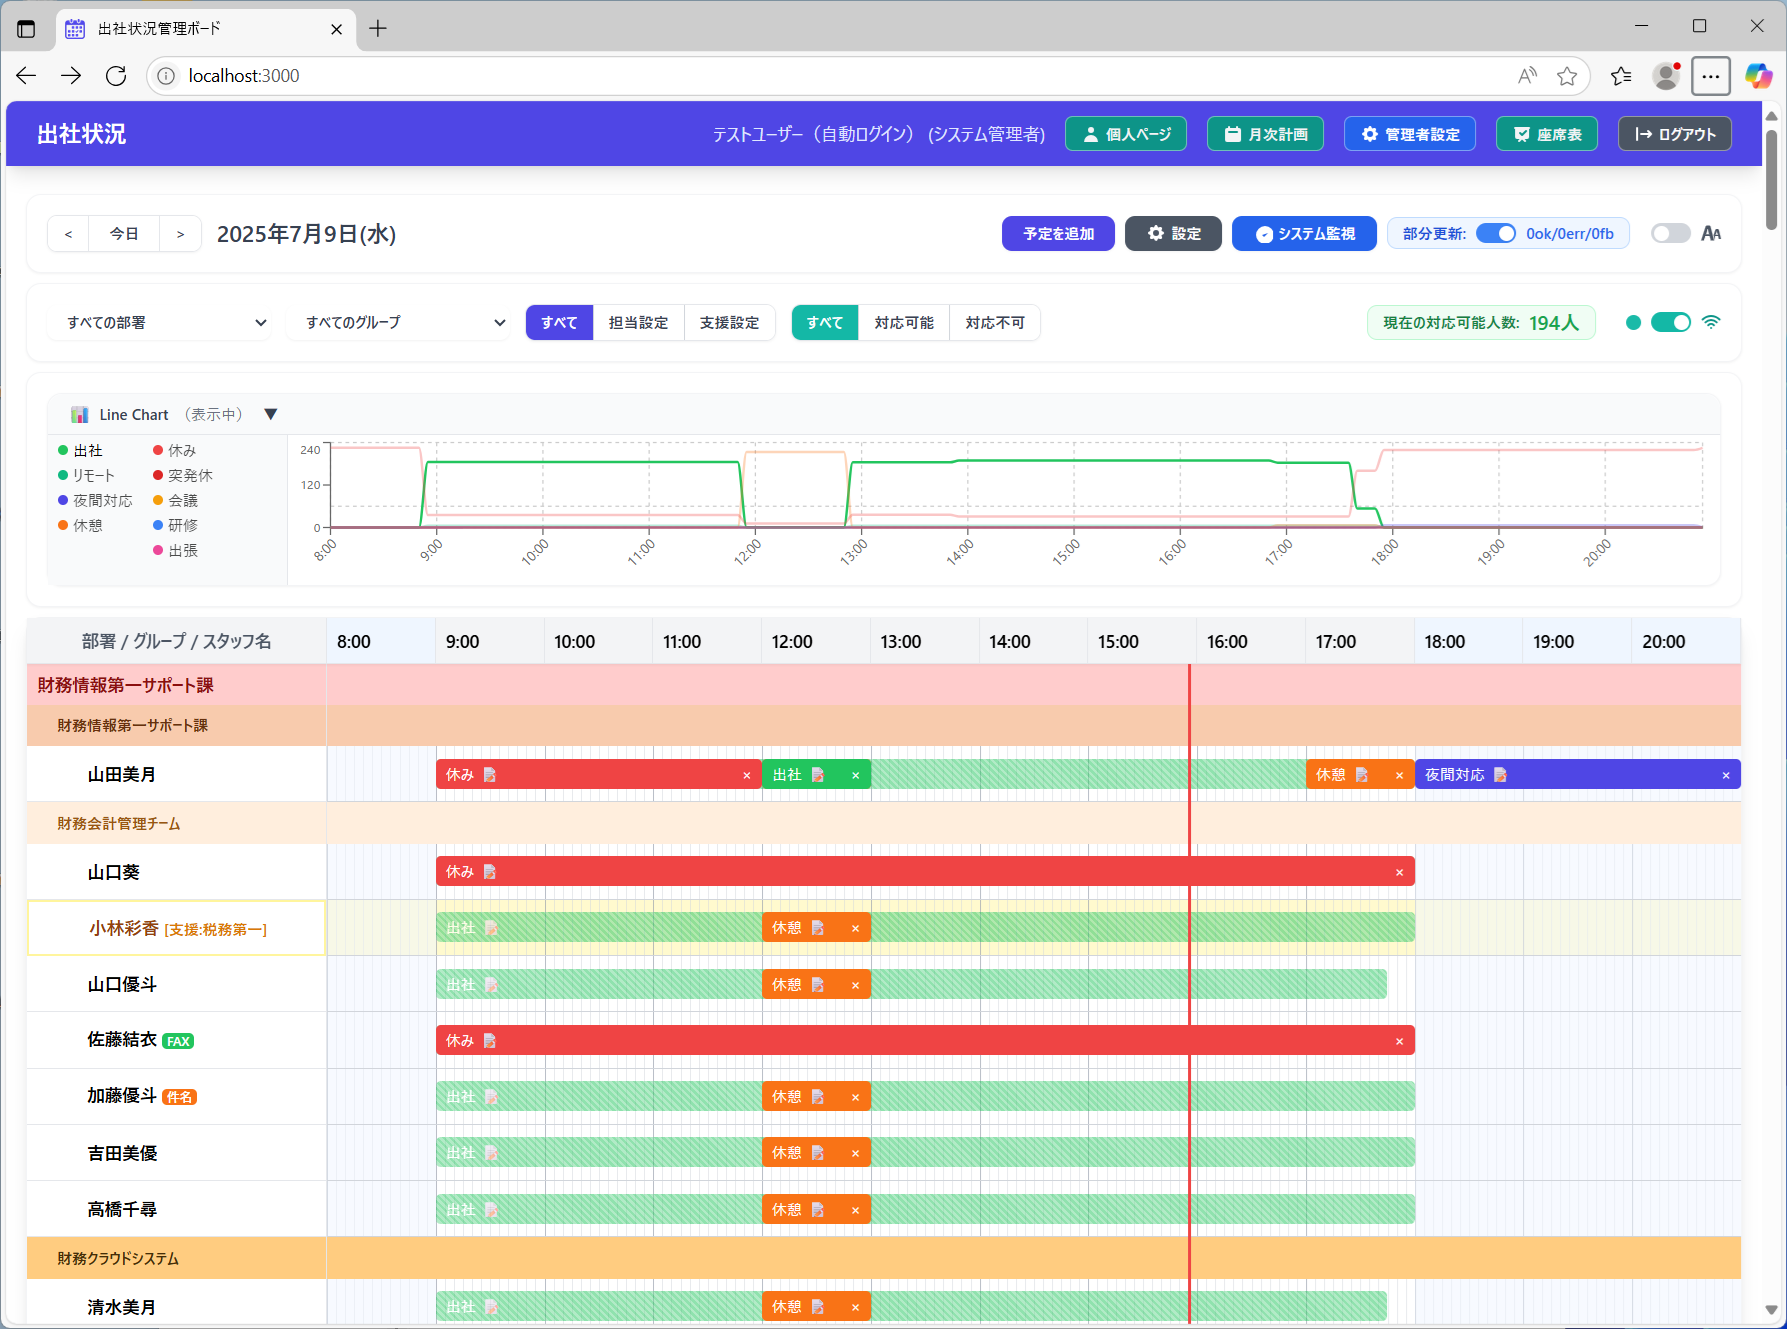 出社状況管理ボード
localhost:3000
出社状況
テストユーザー（自動ログイン） (システム管理者) 個人ページ 月次計画 管理者設定 座席表 ログアウト
< 今日 > 2025年7月9日(水) 予定を追加 設定 システム監視 部分更新: 0ok/0err/0fb AA
すべての部署 すべてのグループ すべて 担当設定 支援設定 すべて 対応可能 対応不可 現在の対応可能人数: 194人
Line Chart （表示中） ▼
出社 休み
リモート 突発休
夜間対応 会議
休憩 研修
出張
240
120
0
8:00 9:00 10:00 11:00 12:00 13:00 14:00 15:00 16:00 17:00 18:00 19:00 20:00
部署 / グループ / スタッフ名 8:00 9:00 10:00 11:00 12:00 13:00 14:00 15:00 16:00 17:00 18:00 19:00 20:00
財務情報第一サポート課
財務情報第一サポート課
山田美月 休み × 出社 × 休憩 × 夜間対応 ×
財務会計管理チーム
山口葵 休み ×
小林彩香 [支援:税務第一] 出社 休憩 ×
山口優斗 出社 休憩 ×
佐藤結衣 FAX 休み ×
加藤優斗 件名 出社 休憩 ×
吉田美優 出社 休憩 ×
高橋千尋 出社 休憩 ×
財務クラウドシステム
清水美月 出社 休憩 ×